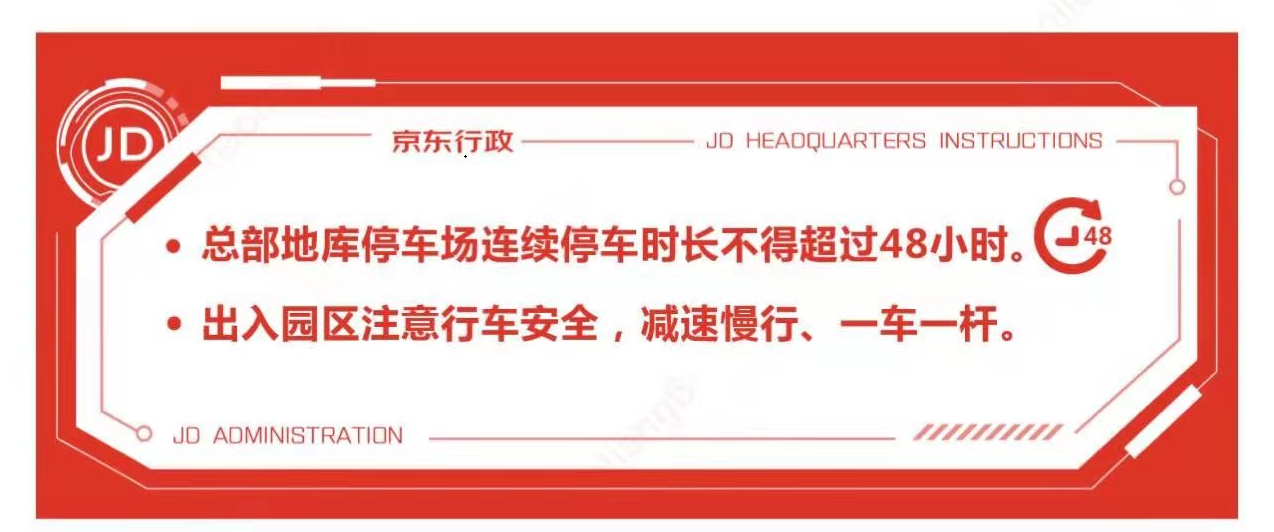 JD
京东行政
JD HEADQUARTERS INSTRUCTIONS
• 总部地库停车场连续停车时长不得超过48小时。
48
• 出入园区注意行车安全，减速慢行、一车一杆。
JD ADMINISTRATION